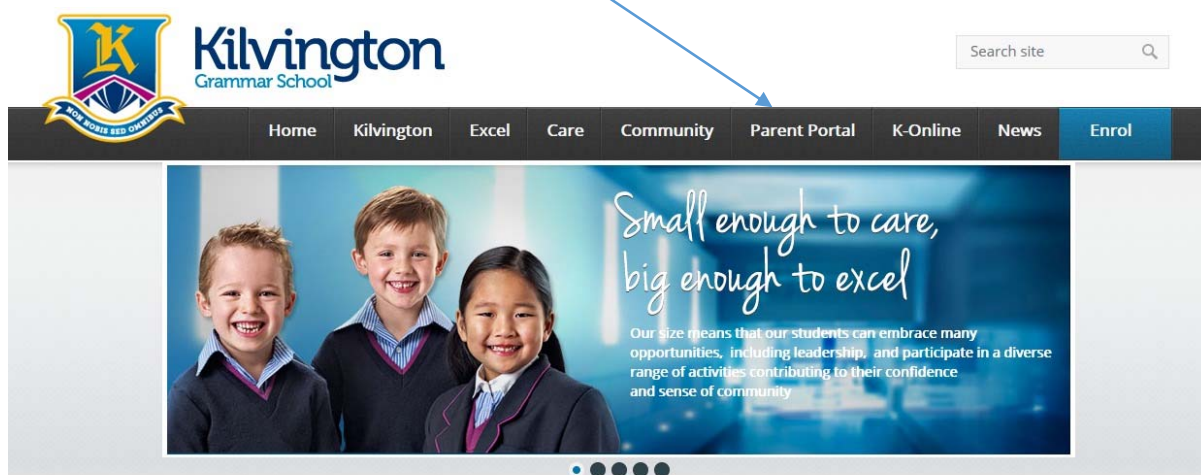 K
NON NOBIS SED OMNIBUS
Kilvington
Grammar School
Search site
Home Kilvington Excel Care Community Parent Portal K-Online News Enrol
Small enough to care,
big enough to excel
Our size means that our students can embrace many
opportunities, including leadership, and participate in a diverse
range of activities contributing to their confidence
and sense of community